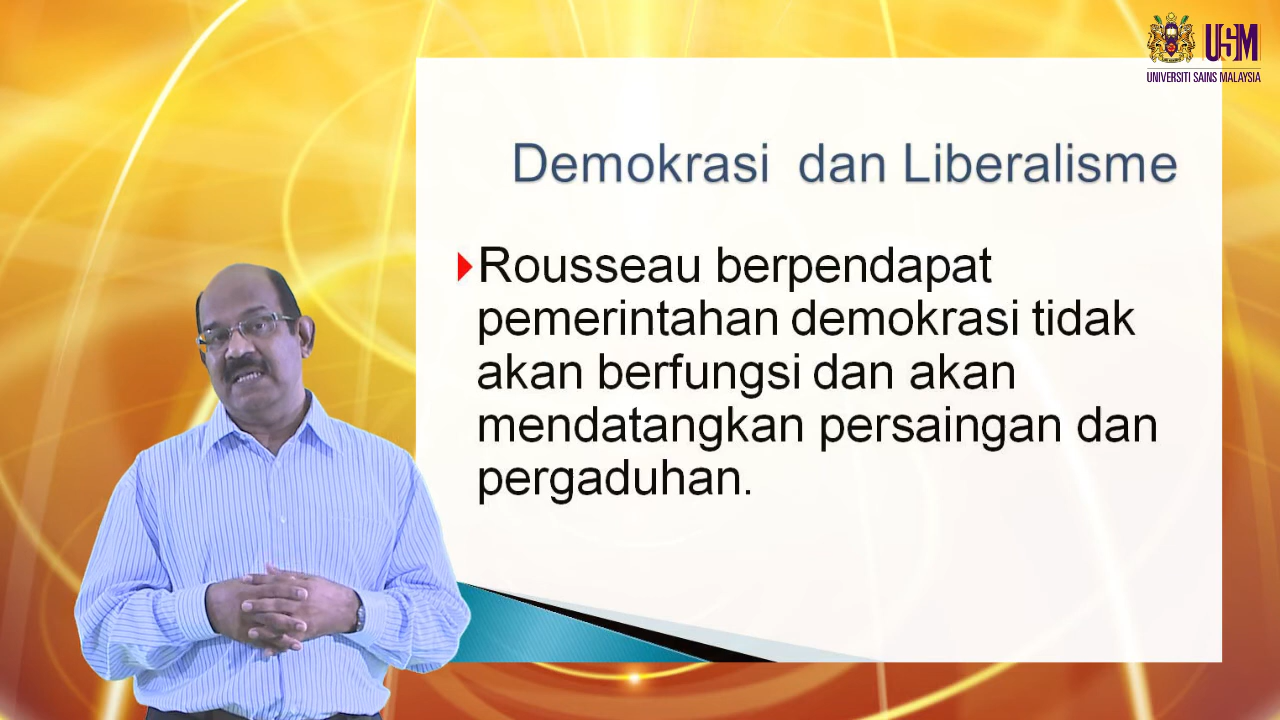 USM
UNIVERSITI SAINS MALAYSIA
Demokrasi dan Liberalisme
Rousseau berpendapat
pemerintahan demokrasi tidak
akan berfungsi dan akan
mendatangkan persaingan dan
pergaduhan.